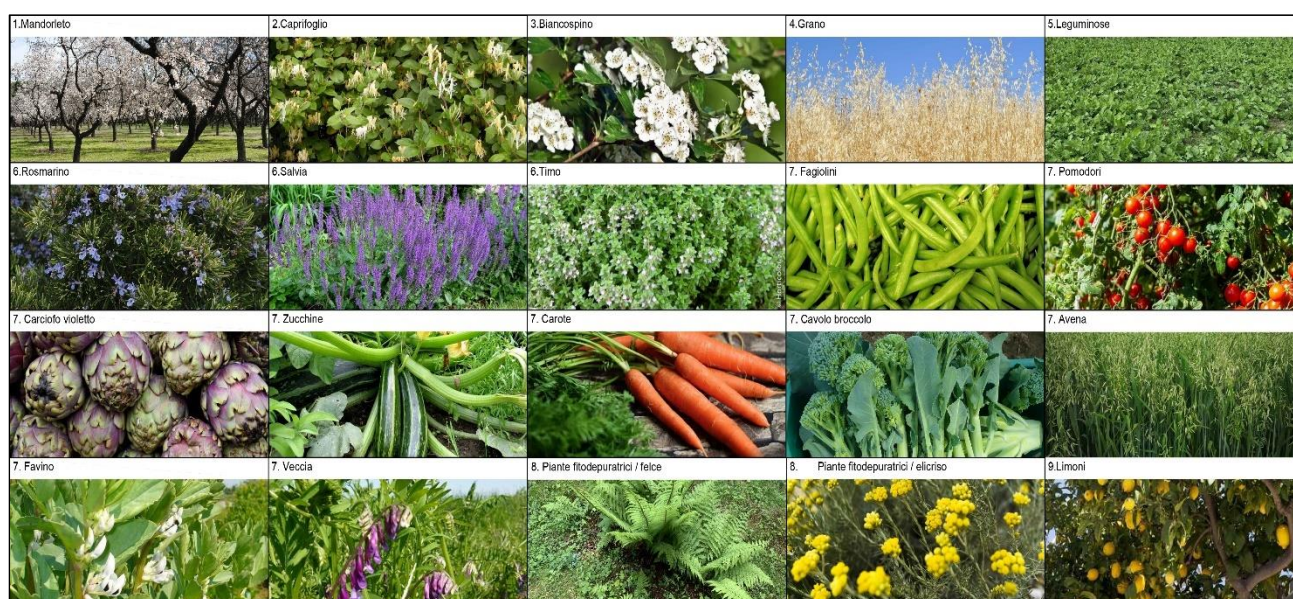 1.Mandorleto
2.Caprifoglio
3.Biancospino
4.Grano
5.Leguminose
6.Rosmarino
6.Salvia
6.Timo
7. Fagiolini
7. Pomodori
7. Carciofo violetto
7. Zucchine
7. Carote
7. Cavolo broccolo
7. Avena
7. Favino
7. Veccia
8. Piante fitodepuratrici / felce
8. Piante fitodepuratrici / elicriso
9.Limoni